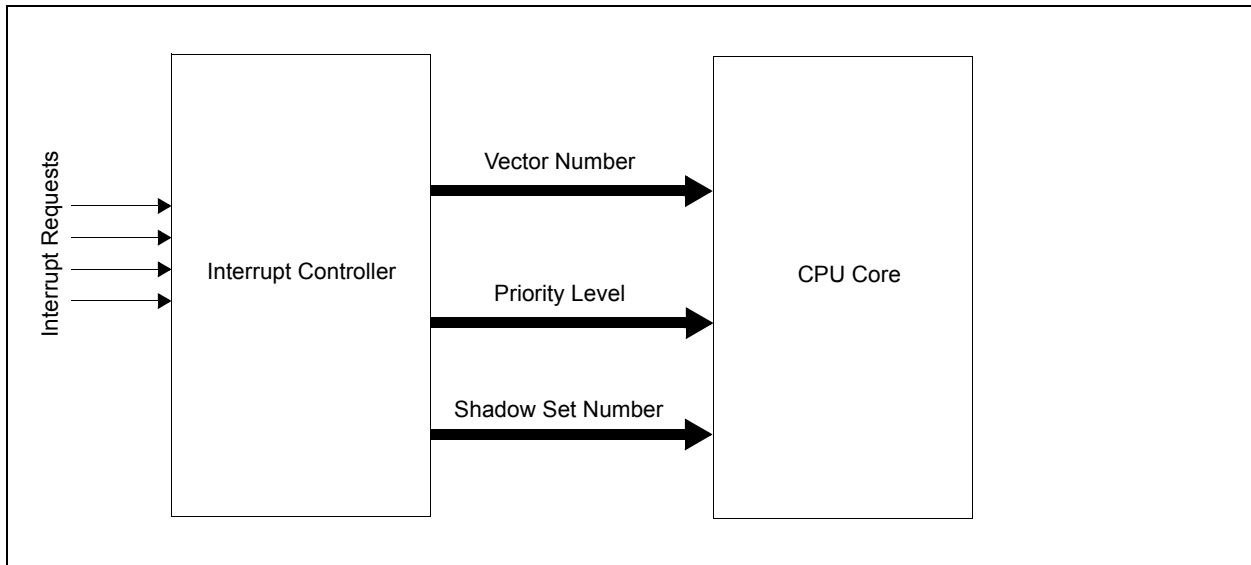 Interrupt Requests
Interrupt Controller
Vector Number
Priority Level
Shadow Set Number
CPU Core